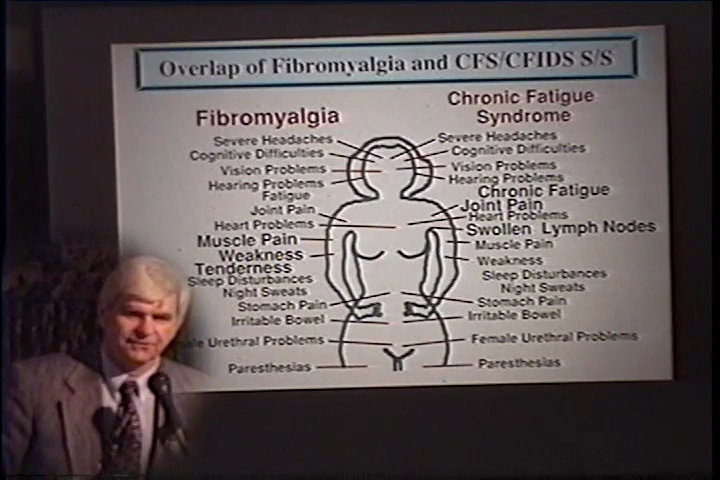 Overlap of Fibromyalgia and CFS/CFIDS S/S
Fibromyalgia
Severe Headaches
Cognitive Difficulties
Vision Problems
Hearing Problems
Fatigue
Joint Pain
Heart Problems
Muscle Pain
Weakness
Tenderness
Sleep Disturbances
Night Sweats
Stomach Pain
Irritable Bowel
ale Urethral Problems
Paresthesias
Chronic Fatigue
Syndrome
Severe Headaches
Cognitive Difficulties
Vision Problems
Hearing Problems
Chronic Fatigue
Joint Pain
Heart Problems
Swollen Lymph Nodes
Muscle Pain
Weakness
Sleep Disturbances
Night Sweats
Stomach Pain
Irritable Bowel
Female Urethral Problems
Paresthesias